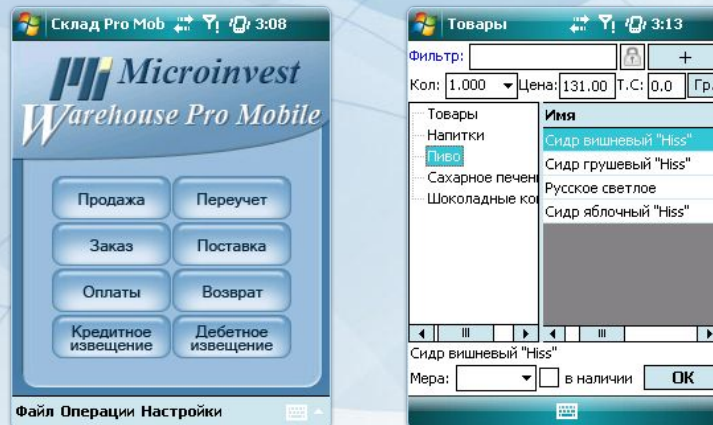 Склад Pro Mob 3:08
Microinvest
Warehouse Pro Mobile
Продажа Переучет
Заказ Поставка
Оплаты Возврат
Кредитное извещение Дебетное извещение
Файл Операции Настройки
Товары 3:13
Фильтр: +
Кол: 1.000 Цена: 131.00 Т.С: 0.0 Гр.
Товары
Напитки
Пиво
Сахарное печен
Шоколадные ко
Имя
Сидр вишневый "Hiss"
Сидр грушевый "Hiss"
Русское светлое
Сидр яблочный "Hiss"
Сидр вишневый "Hiss"
Мера: в наличии OK